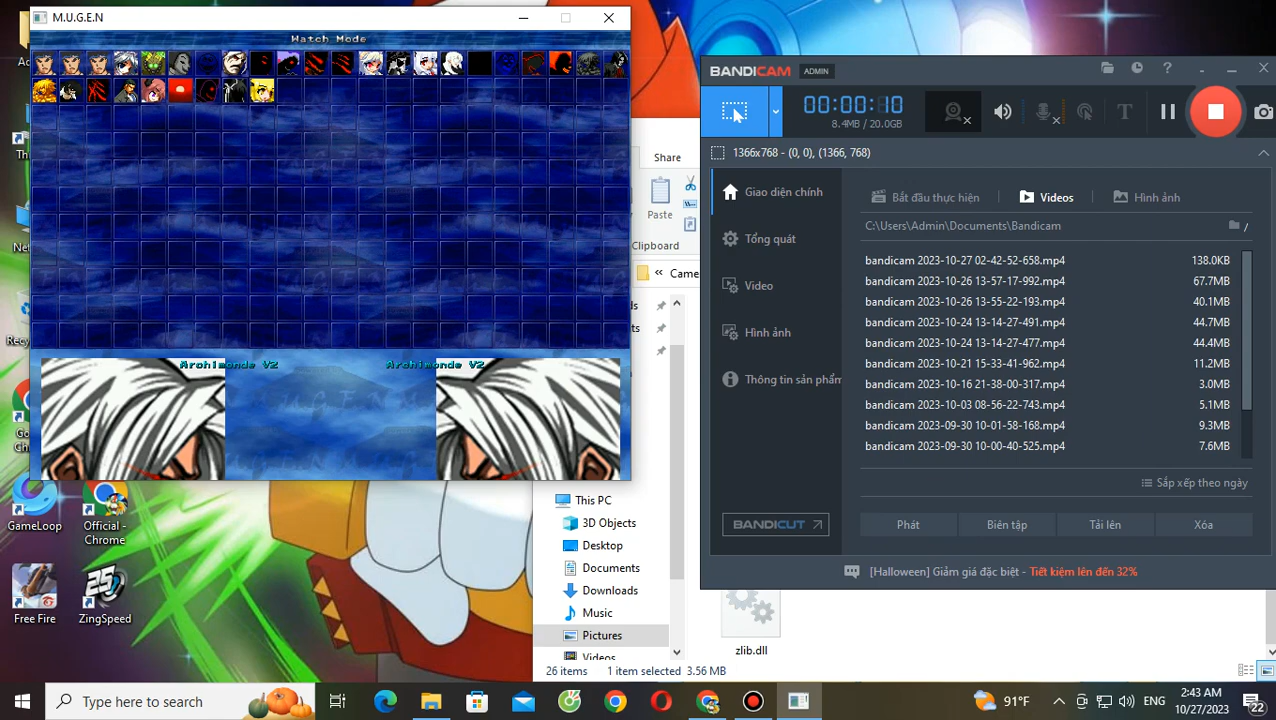 M.U.G.E.N
Watch Mode
Archimonde V2
Archimonde V2
BANDICAM
ADMIN
00:00:10
8.4MB / 20.0GB
1366x768 - (0, 0), (1366, 768)
Giao diện chính
Tổng quát
Video
Hình ảnh
Thông tin sản phẩm
Bắt đầu thực hiện
Videos
Hình ảnh
C:\Users\Admin\Documents\Bandicam
bandicam 2023-10-27 02-42-52-658.mp4 138.0KB
bandicam 2023-10-26 13-57-17-992.mp4 67.7MB
bandicam 2023-10-26 13-55-22-193.mp4 40.1MB
bandicam 2023-10-24 13-14-27-491.mp4 64.7MB
bandicam 2023-10-24 13-14-27-477.mp4 44.4MB
bandicam 2023-10-21 15-35-41-962.mp4 1.2MB
bandicam 2023-10-16 21-38-00-317.mp4 3.0MB
bandicam 2023-10-03 08-56-22-743.mp4 5.1MB
bandicam 2023-09-30 10-01-58-168.mp4 9.3MB
bandicam 2023-09-30 10-00-40-525.mp4 7.6MB
Sắp xếp theo ngày
BANDICUT
Phát
Biên tập
Tải lên
Xóa
[Halloween] Giảm giá đặc biệt - Tiết kiệm lên đến 32%
Share
Paste
Clipboard
« Came
This PC
3D Objects
Desktop
Documents
Downloads
Music
Pictures
Videos
zlib.dll
26 items
1 item selected 3.56 MB
GameLoop
Official - Chrome
Free Fire
ZingSpeed
Type here to search
91°F
ENG
2:43 AM
10/27/2023
22